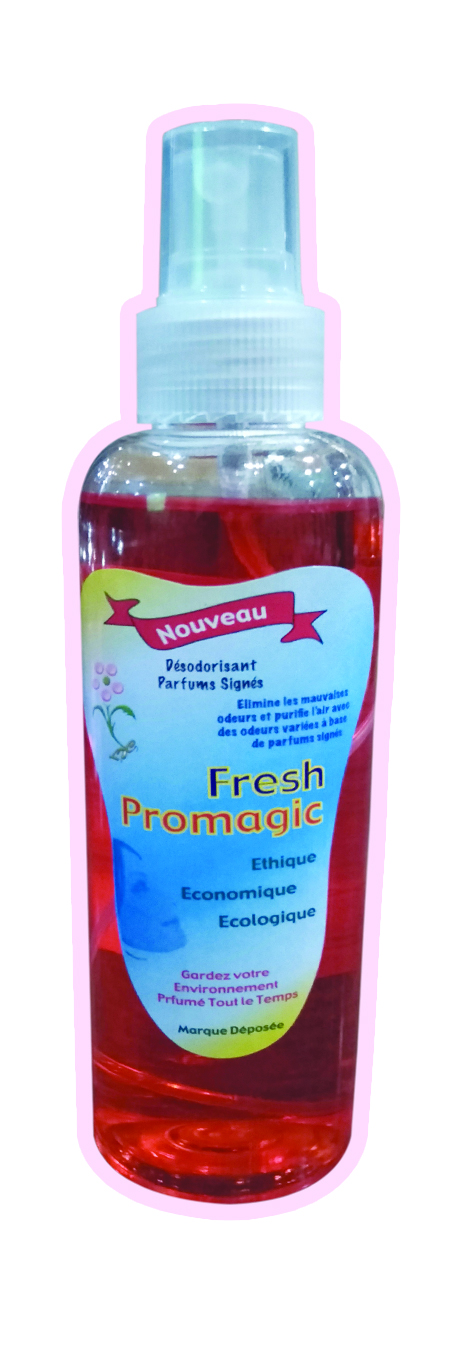 Nouveau
Désodorisant
Parfums Signés
Elimine les mauvaises
odeurs et purifie l'air avec
des odeurs variées à base
de parfums signés
Fresh
Promagic
Ethique
Economique
Ecologique
Gardez votre
Environnement
Prfumé Tout le Temps
Marque Déposée